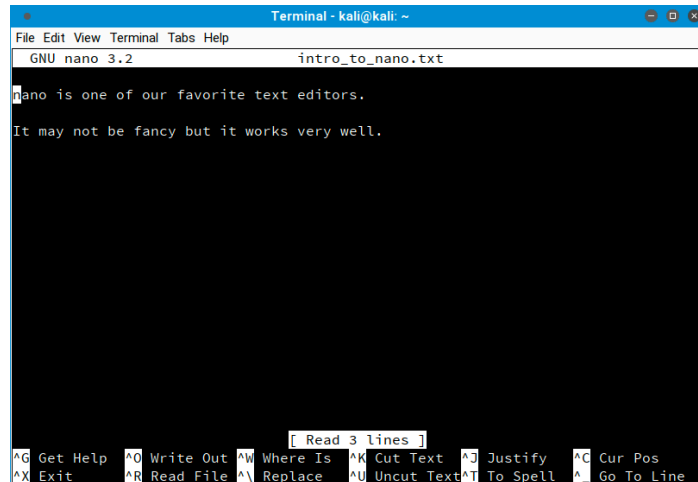 Terminal - kali@kali: ~
File Edit View Terminal Tabs Help
GNU nano 3.2 intro_to_nano.txt
nano is one of our favorite text editors.
It may not be fancy but it works very well.
[ Read 3 lines ]
^G Get Help ^O Write Out ^W Where Is ^K Cut Text ^J Justify ^C Cur Pos
^X Exit ^R Read File ^\ Replace ^U Uncut Text ^T To Spell ^_ Go To Line